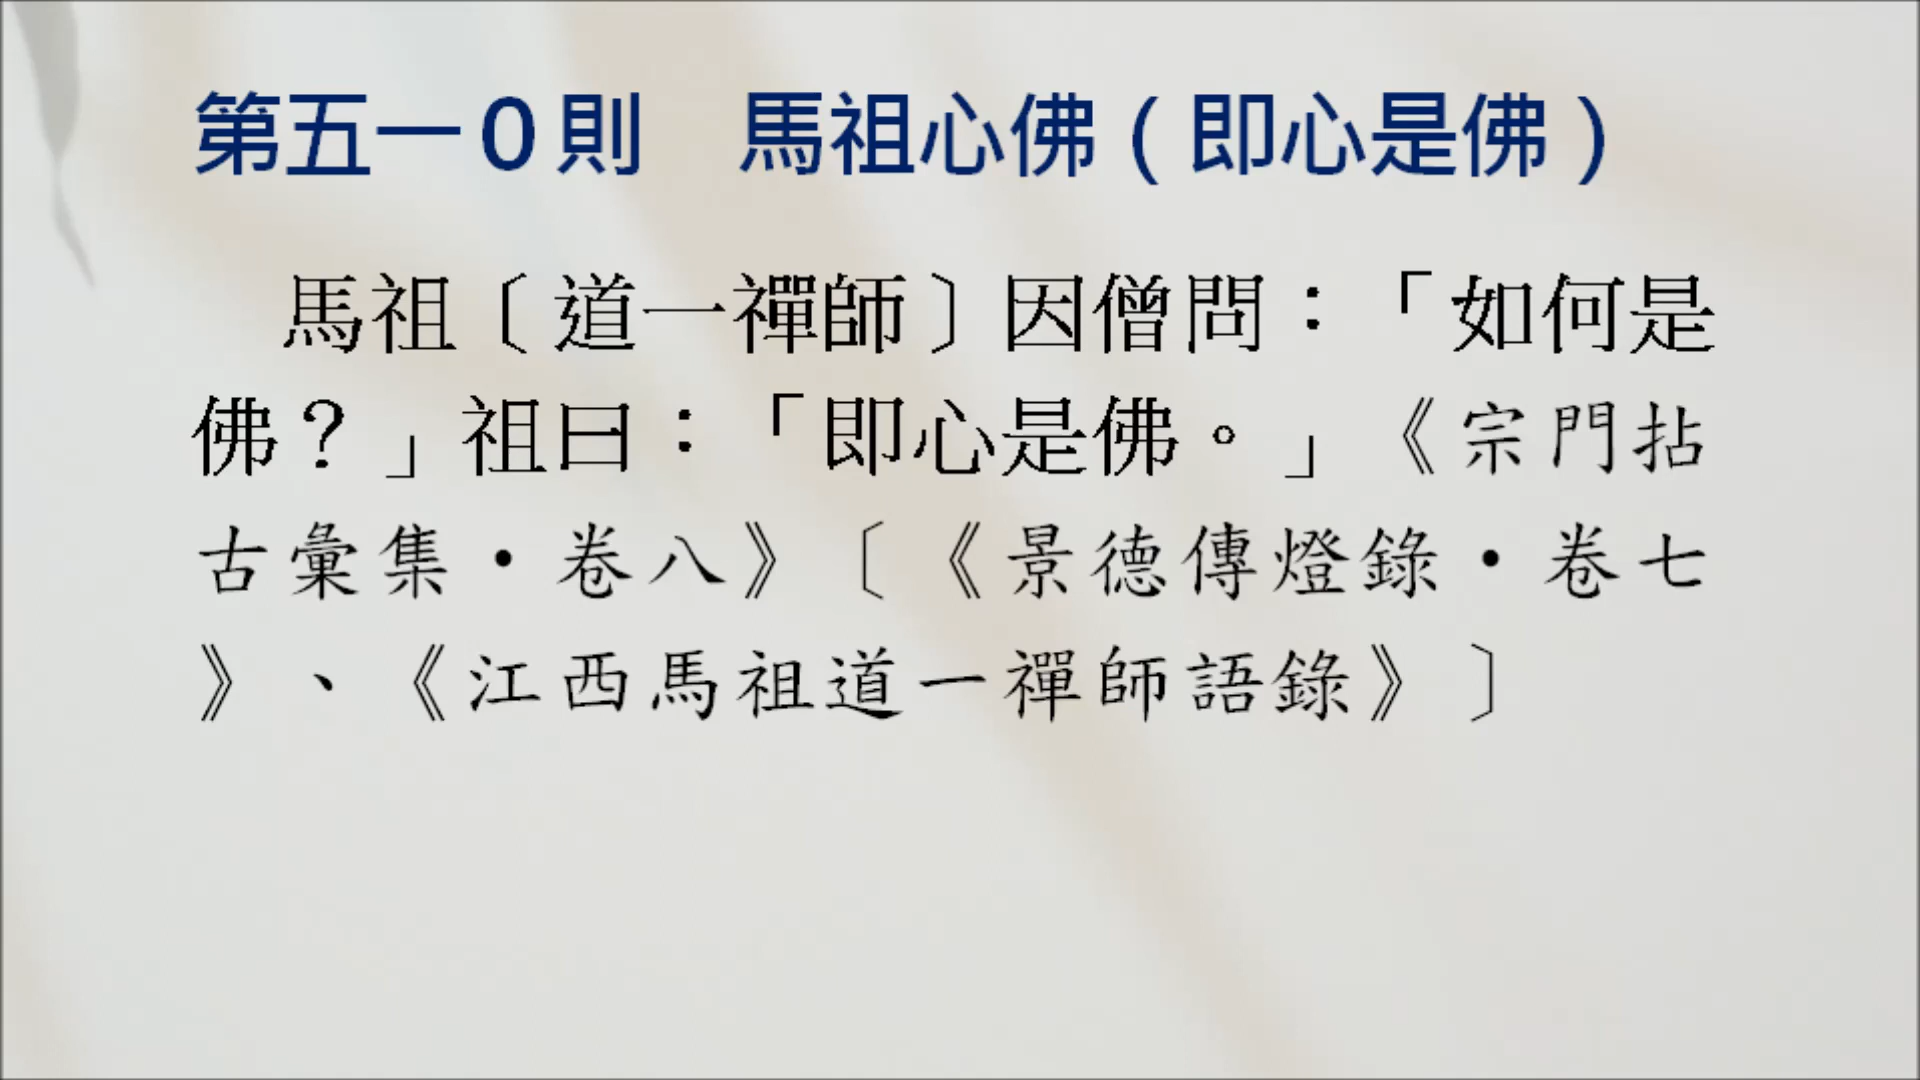 第五一0則　馬祖心佛（即心是佛）
馬祖〔道一禪師〕因僧問：「如何是
佛？」祖曰：「即心是佛。」《宗門拈
古彙集・卷八》〔《景德傳燈錄・卷七
》、《江西馬祖道一禪師語錄》〕